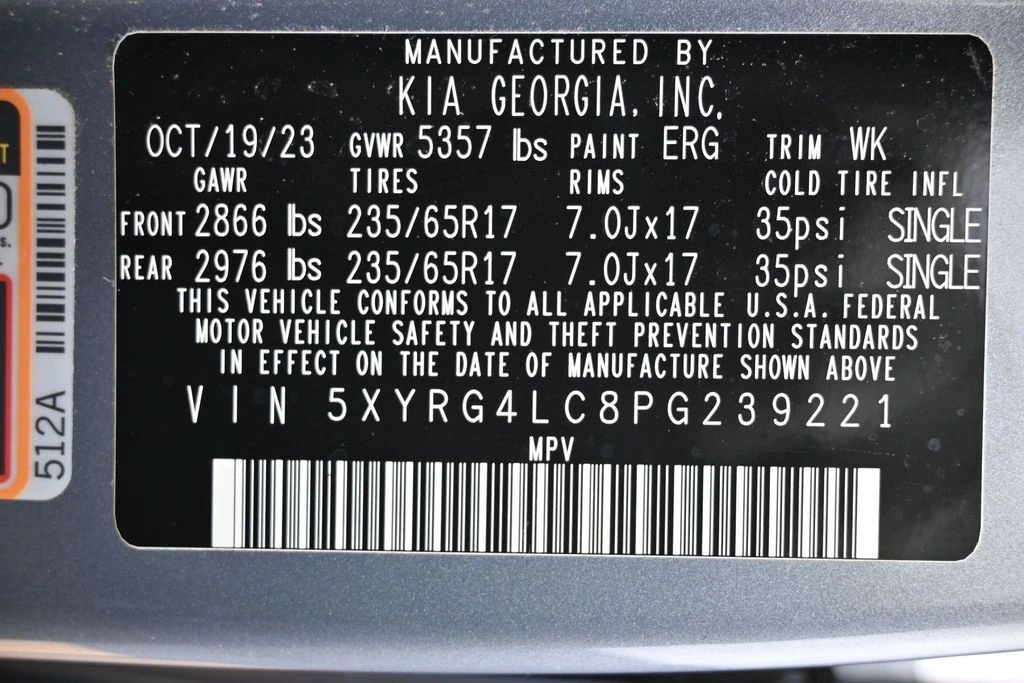 MANUFACTURED BY
KIA GEORGIA, INC.
OCT/19/23 GVWR 5357 lbs PAINT ERG TRIM WK
GAWR TIRES RIMS COLD TIRE INFL
FRONT 2866 lbs 235/65R17 7.0Jx17 35psi SINGLE
REAR 2976 lbs 235/65R17 7.0Jx17 35psi SINGLE
THIS VEHICLE CONFORMS TO ALL APPLICABLE U.S.A. FEDERAL
MOTOR VEHICLE SAFETY AND THEFT PREVENTION STANDARDS
IN EFFECT ON THE DATE OF MANUFACTURE SHOWN ABOVE
VIN 5XYRG4LC8PG239221
MPV
512A